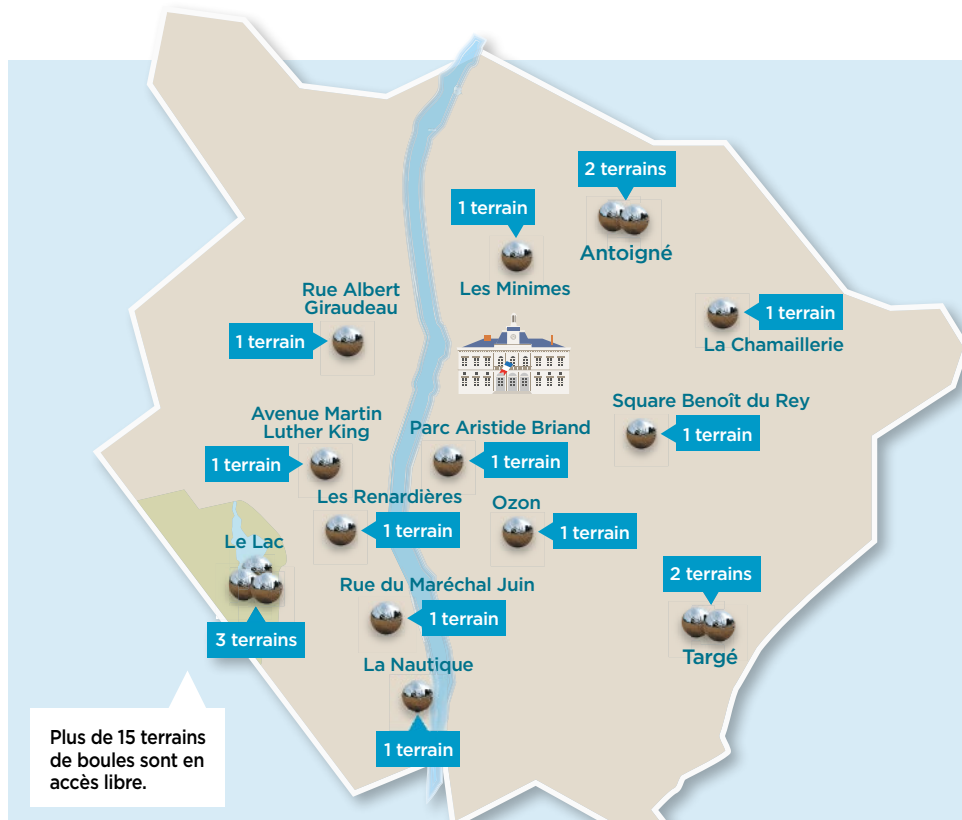 2 terrains
Antoigné
1 terrain
Les Minimes
Rue Albert
Giraudeau
1 terrain
1 terrain
La Chamaillerie
Square Benoît du Rey
1 terrain
Avenue Martin
Luther King
1 terrain
Parc Aristide Briand
1 terrain
Les Renardières
1 terrain
Ozon
1 terrain
Le Lac
3 terrains
Rue du Maréchal Juin
1 terrain
2 terrains
Targé
La Nautique
1 terrain
Plus de 15 terrains
de boules sont en
accès libre.